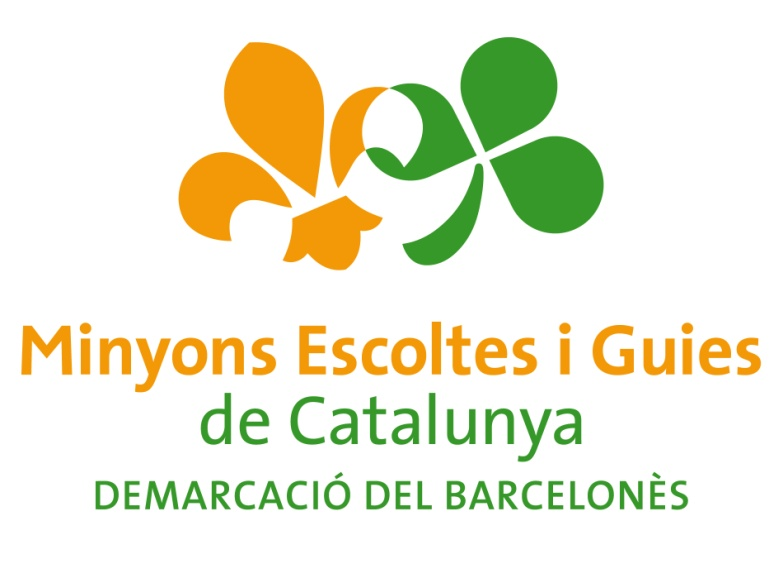 Minyons Escoltes i Guies
de Catalunya
DEMARCACIÓ DEL BARCELONÈS